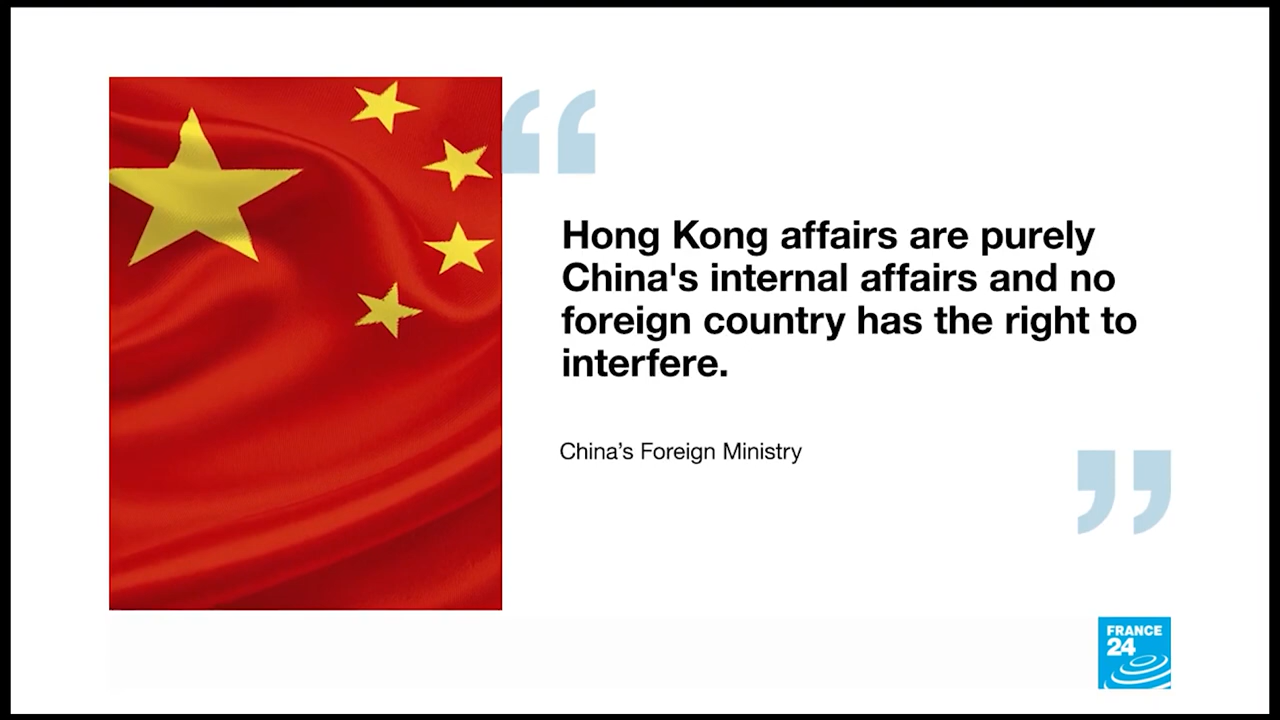 Hong Kong affairs are purely
China's internal affairs and no
foreign country has the right to
interfere.
China’s Foreign Ministry
FRANCE
24